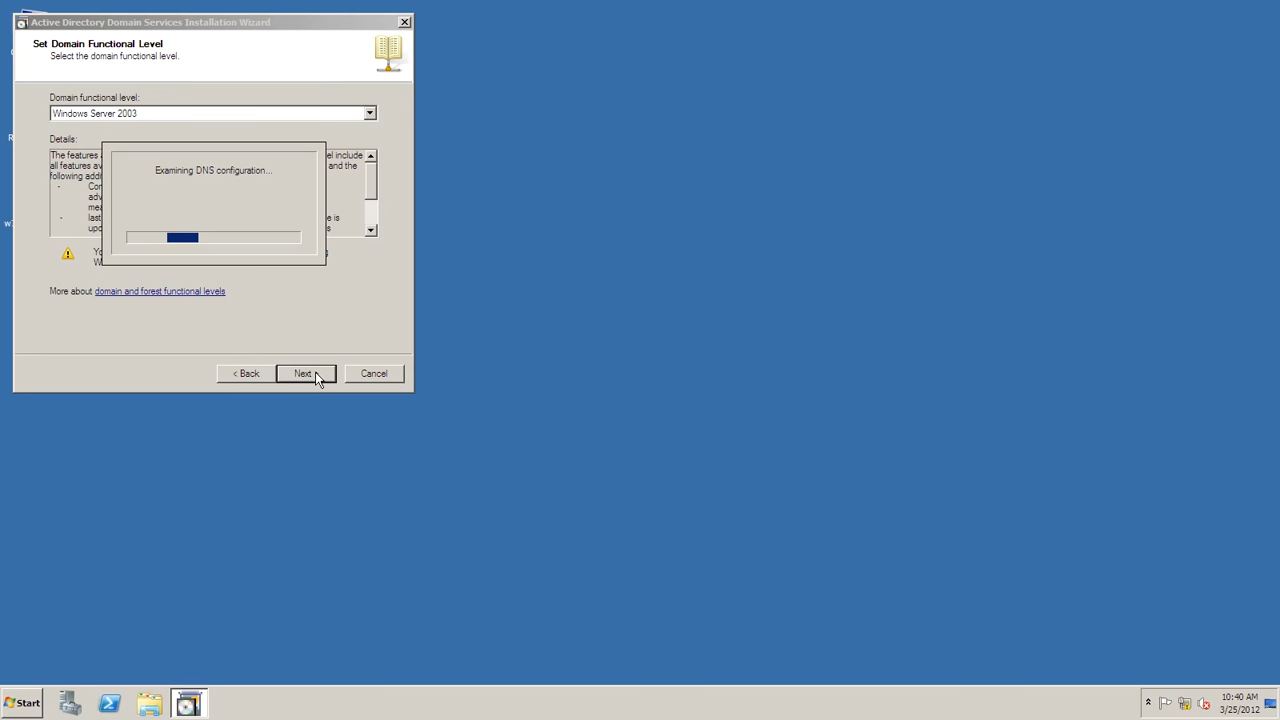 Active Directory Domain Services Installation Wizard
Set Domain Functional Level
Select the domain functional level.
Domain functional level:
Windows Server 2003
Details:
The features
el include
all features
and the
following
Examining DNS configuration...
last
e is
More about domain and forest functional levels
< Back
Next
Cancel
Start
10:40 AM
3/25/2012